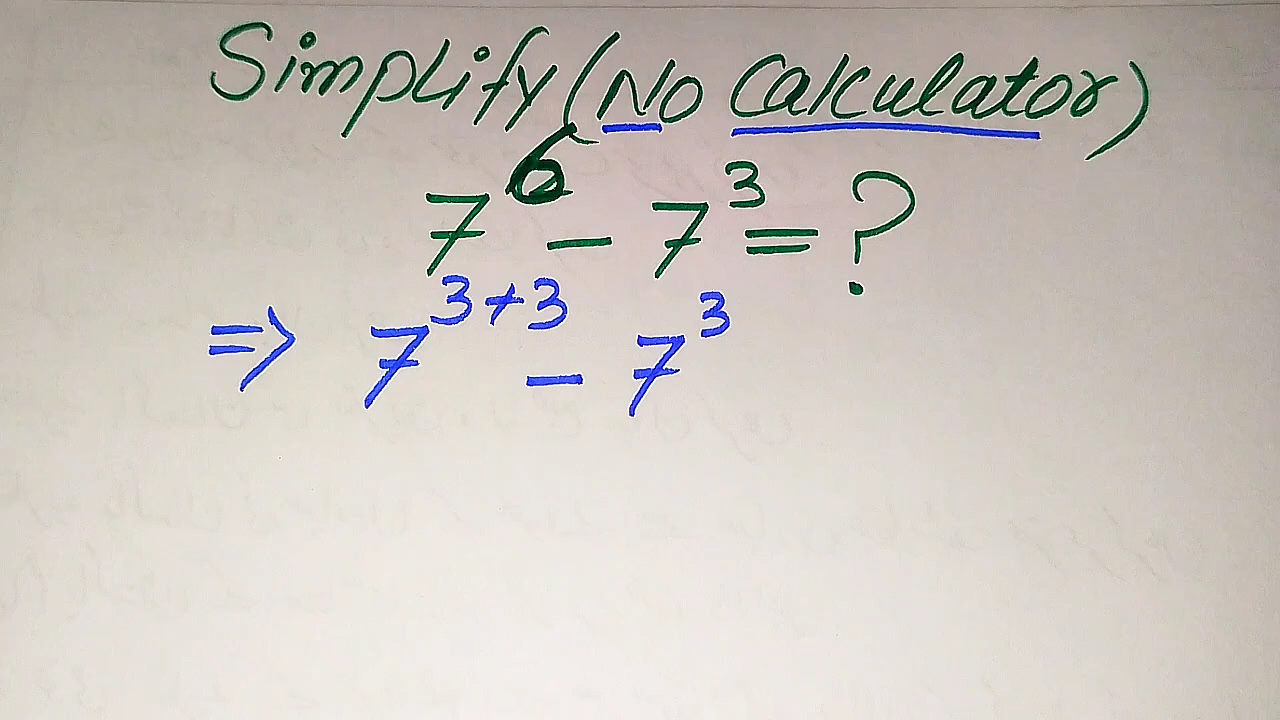 Simplify (No Calculator)
7⁶ - 7³ = ?
⇒ 7³⁺³ - 7³